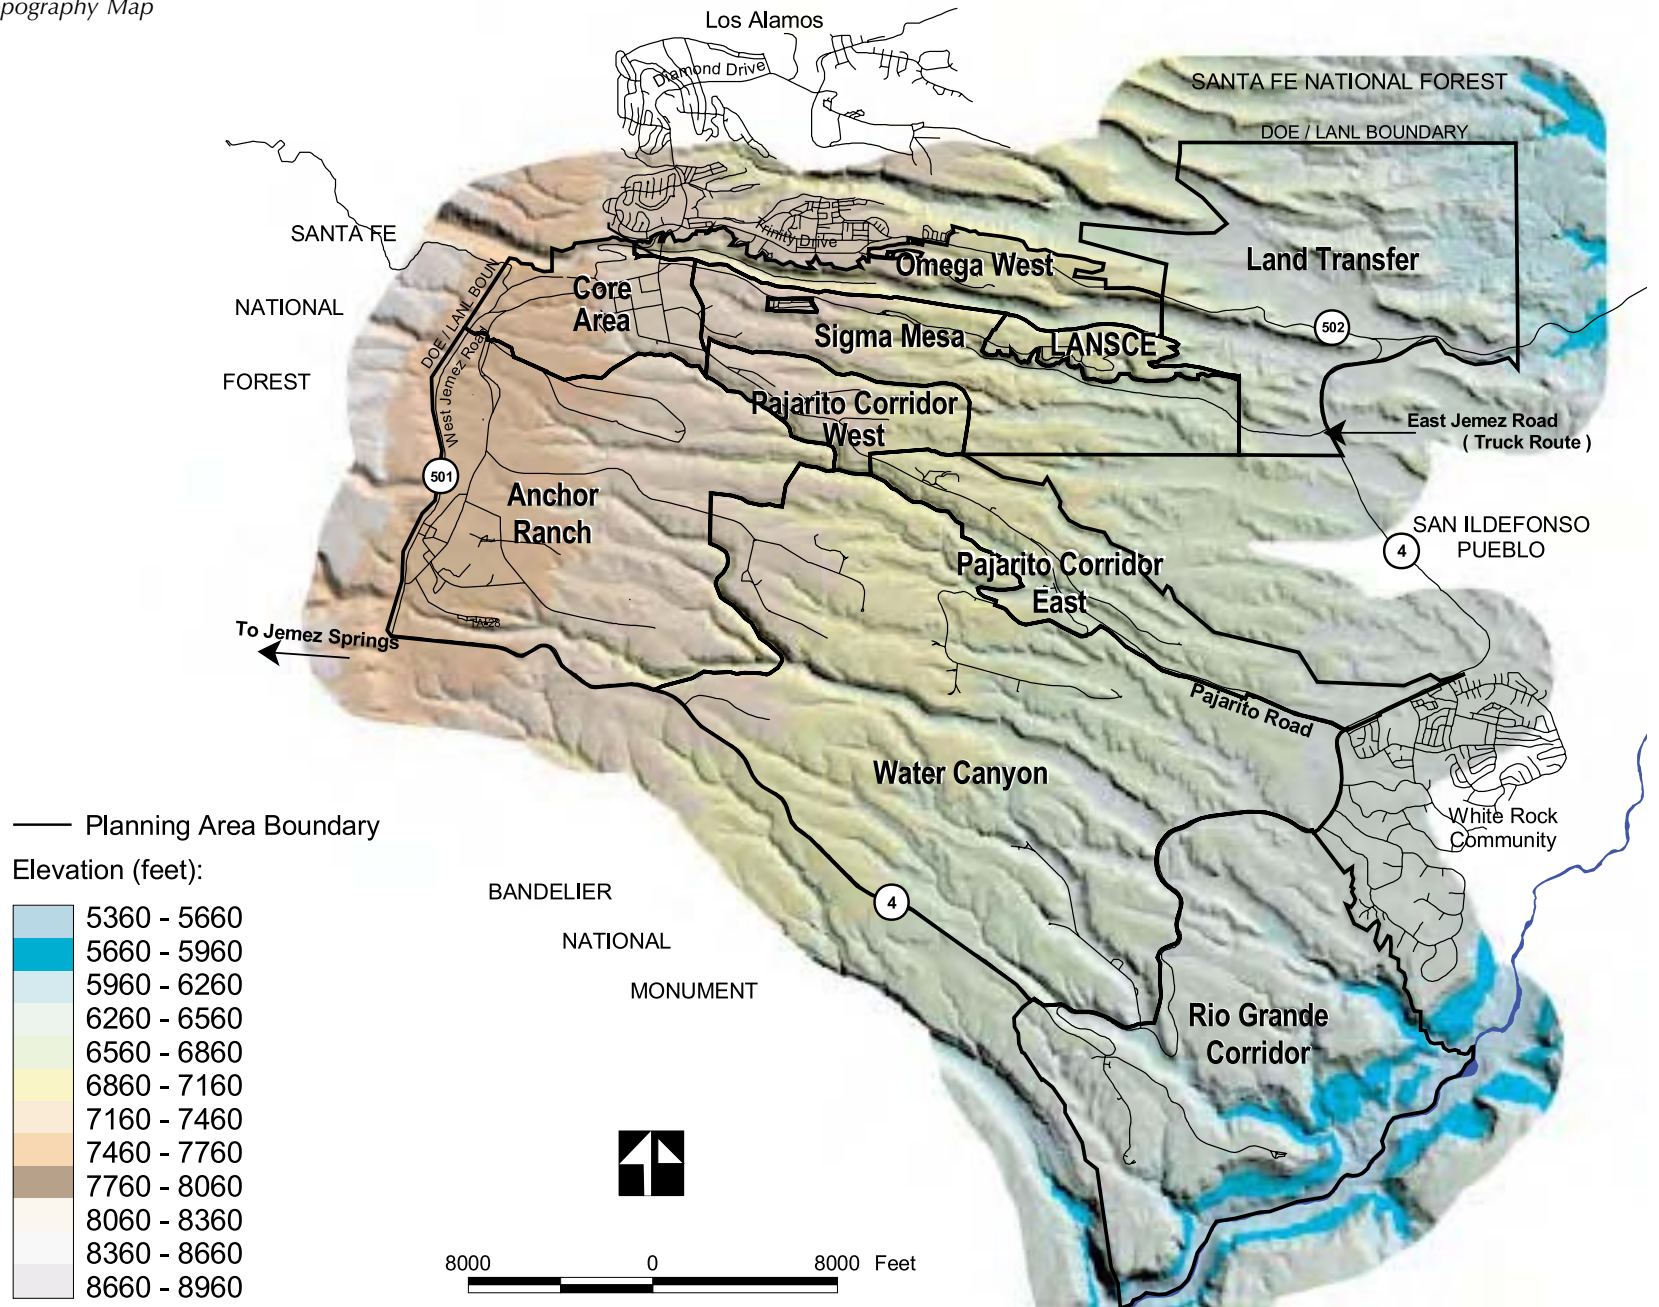 pography Map
Los Alamos
Diamond Drive
SANTA FE NATIONAL FOREST
DOE / LANL BOUNDARY
SANTA FE
Trinity Drive
Omega West
Land Transfer
DOE / LANL BOUN
Core
Area
NATIONAL
Sigma Mesa
LANSCE
502
West Jemez Road
FOREST
Pajarito Corridor
West
East Jemez Road
( Truck Route )
501
Anchor
Ranch
SAN ILDEFONSO
PUEBLO
4
Pajarito Corridor
East
To Jemez Springs
Pajarito Road
Water Canyon
White Rock
Community
Planning Area Boundary
Elevation (feet):
BANDELIER
4
NATIONAL
MONUMENT
Rio Grande
Corridor
5360 - 5660
5660 - 5960
5960 - 6260
6260 - 6560
6560 - 6860
6860 - 7160
7160 - 7460
7460 - 7760
7760 - 8060
8060 - 8360
8360 - 8660
8660 - 8960
8000 0 8000 Feet